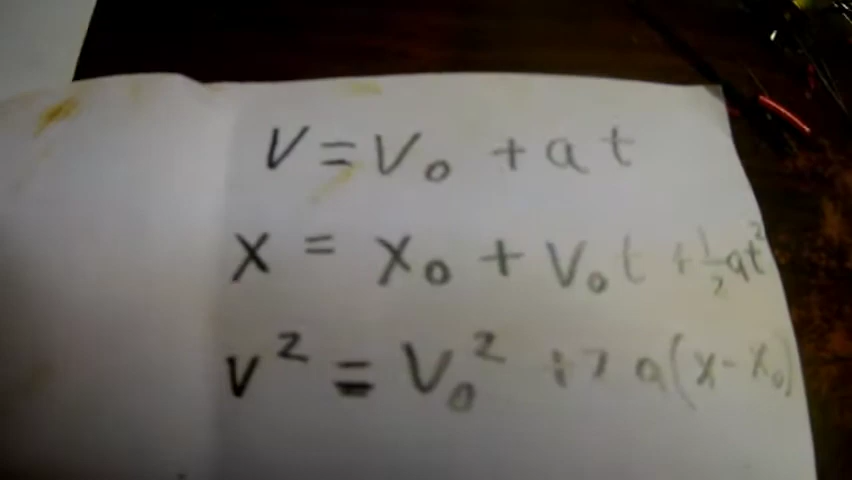 V = V₀ + at
x = x₀ + V₀t + ½at²
v² = V₀² + 2a(x - x₀)